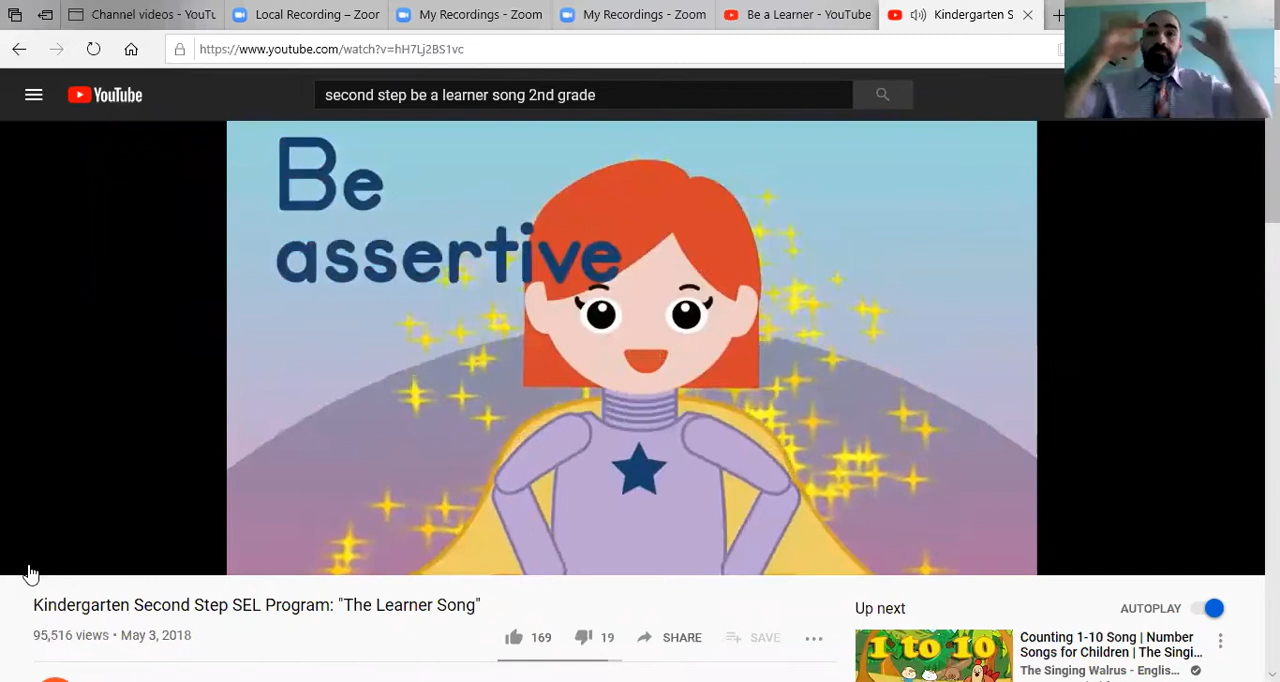 Channel videos - YouTu
Local Recording – Zoor
My Recordings - Zoom
My Recordings - Zoom
Be a Learner - YouTube
Kindergarten S
https://www.youtube.com/watch?v=hH7Lj2BS1vc
YouTube
second step be a learner song 2nd grade
Be
assertive
Kindergarten Second Step SEL Program: "The Learner Song"
95,516 views • May 3, 2018
169
19
SHARE
SAVE
Up next
AUTOPLAY
1 to 10
Counting 1-10 Song | Number
Songs for Children | The Singi...
The Singing Walrus - Englis...